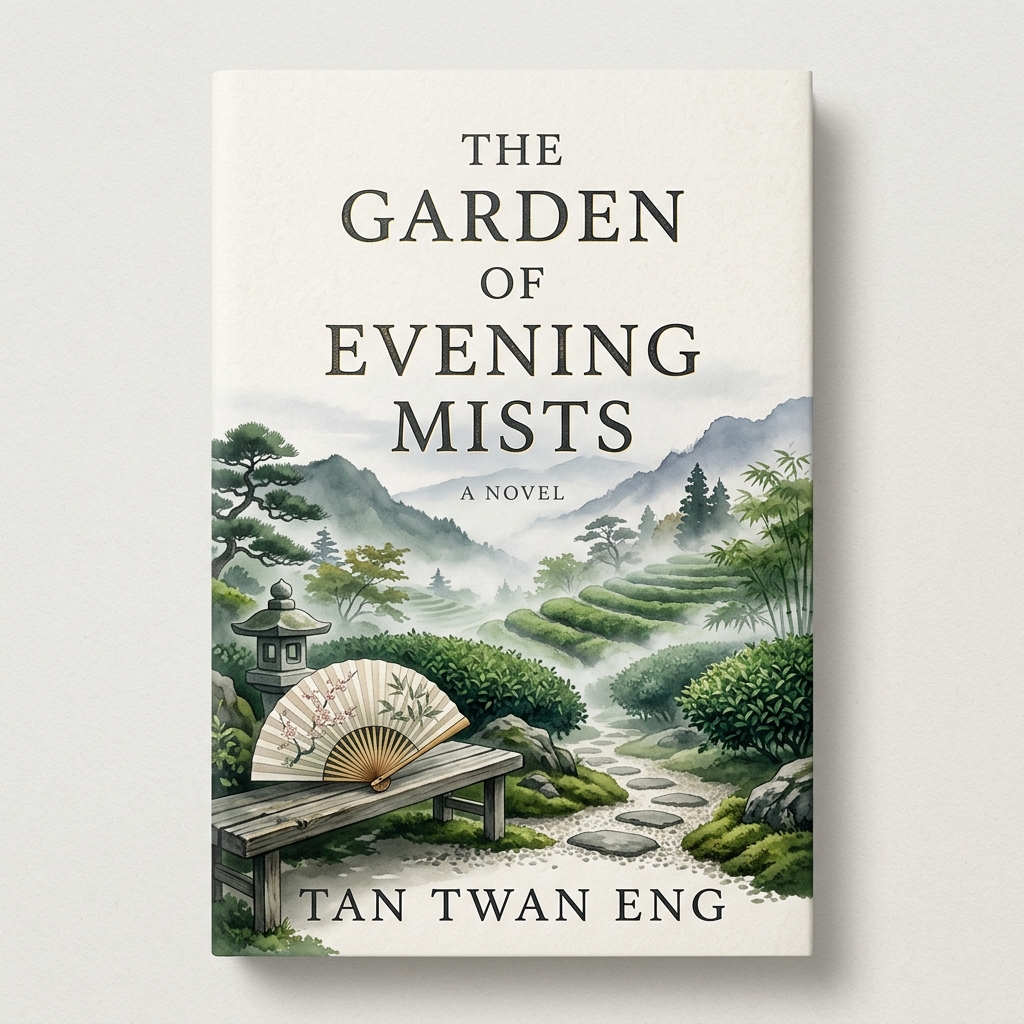 THE
GARDEN
OF
EVENING
MISTS
A NOVEL
TAN TWAN ENG